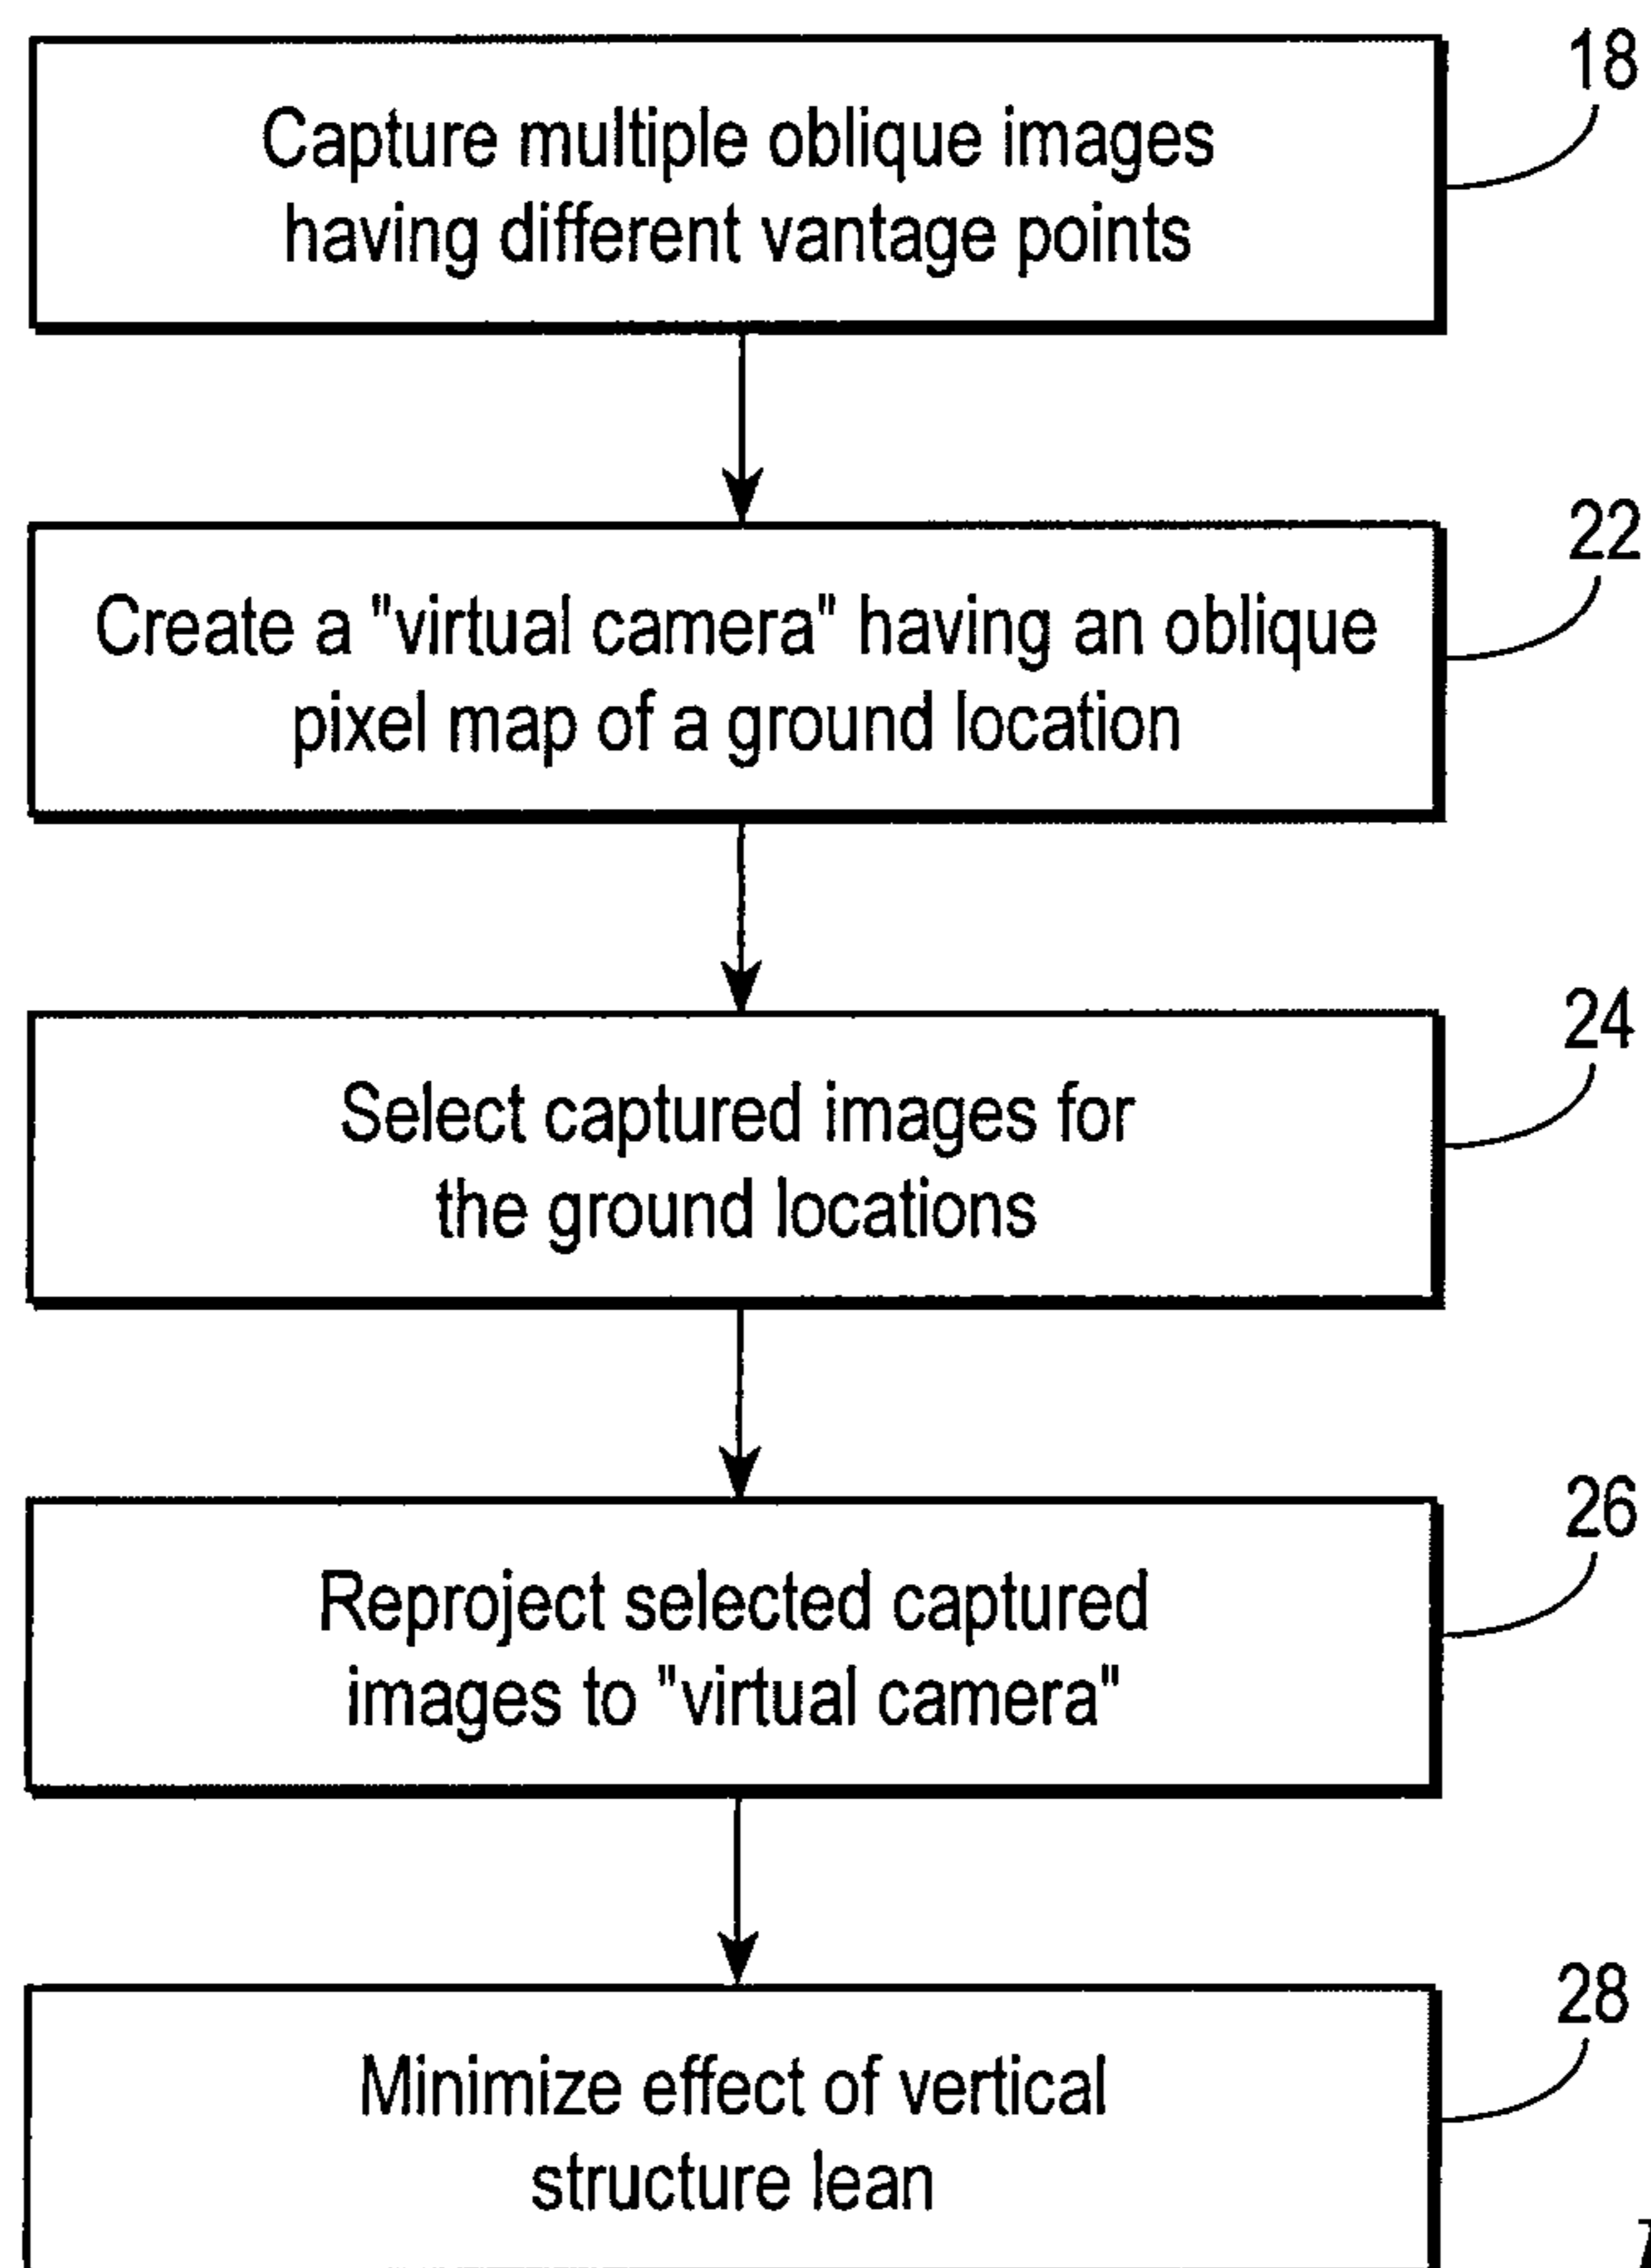 18
Capture multiple oblique images
having different vantage points
22
Create a "virtual camera" having an oblique
pixel map of a ground location
24
Select captured images for
the ground locations
26
Reproject selected captured
images to "virtual camera"
28
Minimize effect of vertical
structure lean